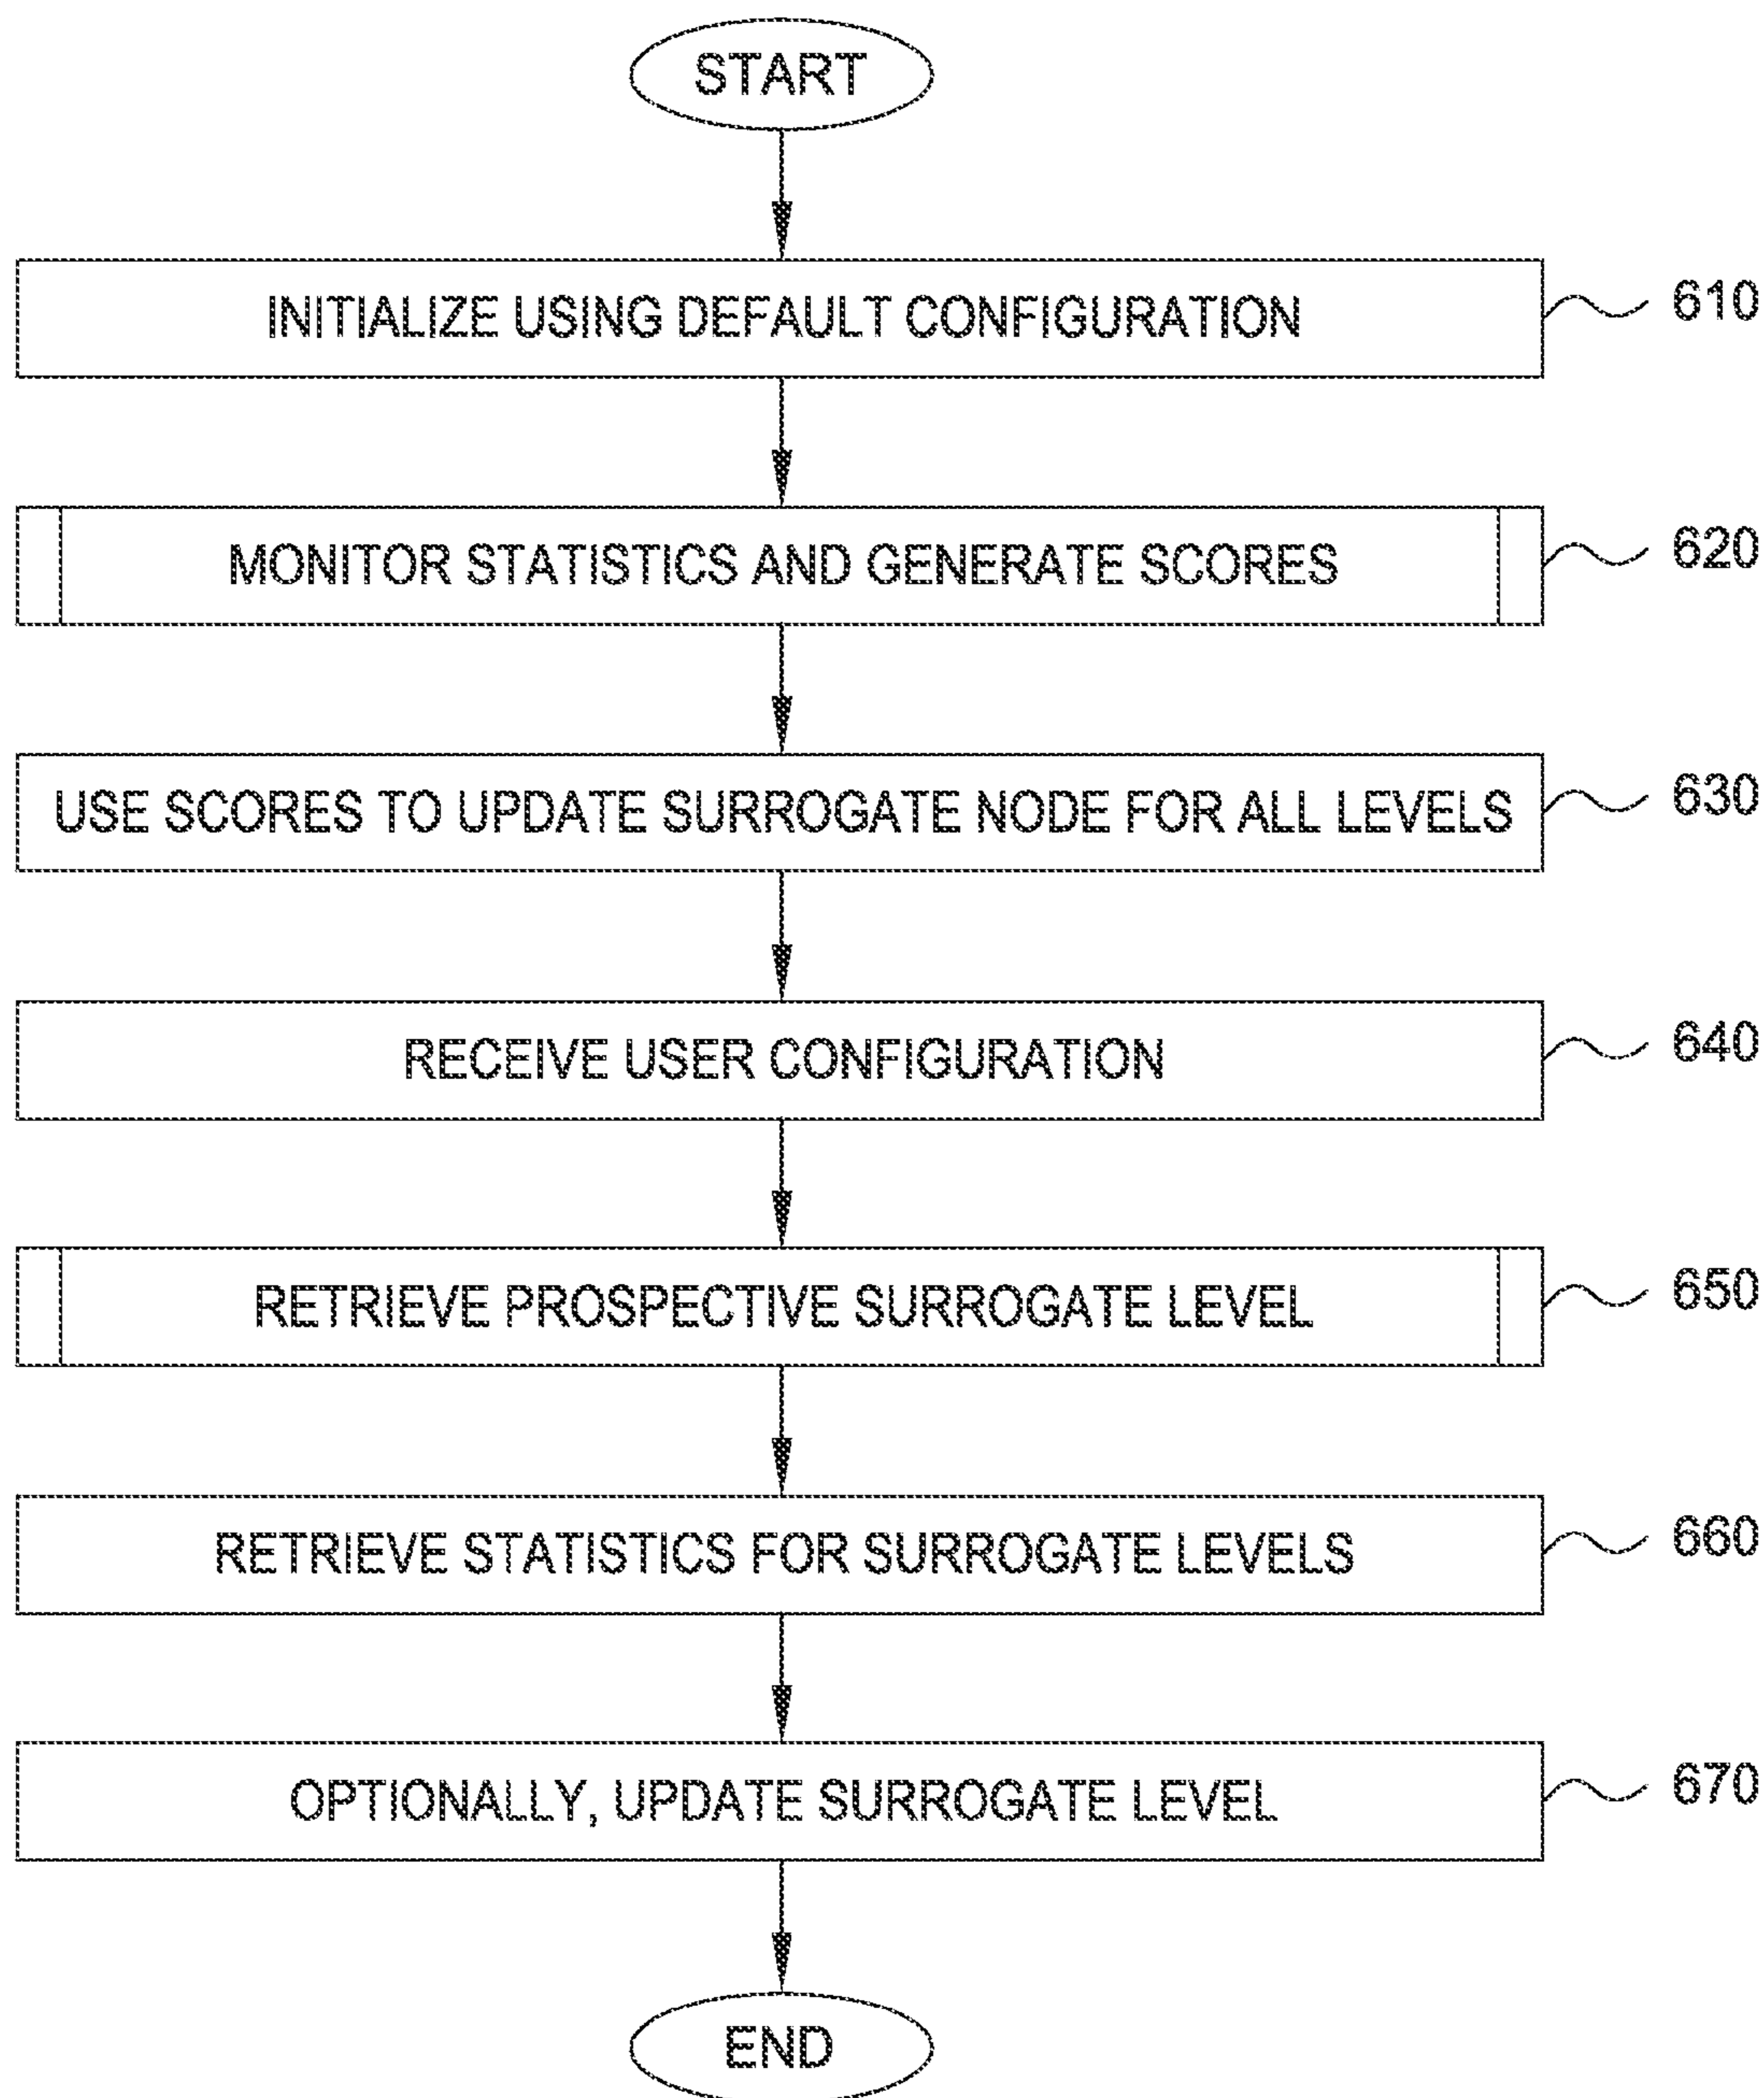 START
INITIALIZE USING DEFAULT CONFIGURATION
610
MONITOR STATISTICS AND GENERATE SCORES
620
USE SCORES TO UPDATE SURROGATE NODE FOR ALL LEVELS
630
RECEIVE USER CONFIGURATION
640
RETRIEVE PROSPECTIVE SURROGATE LEVEL
650
RETRIEVE STATISTICS FOR SURROGATE LEVELS
660
OPTIONALLY, UPDATE SURROGATE LEVEL
670
END